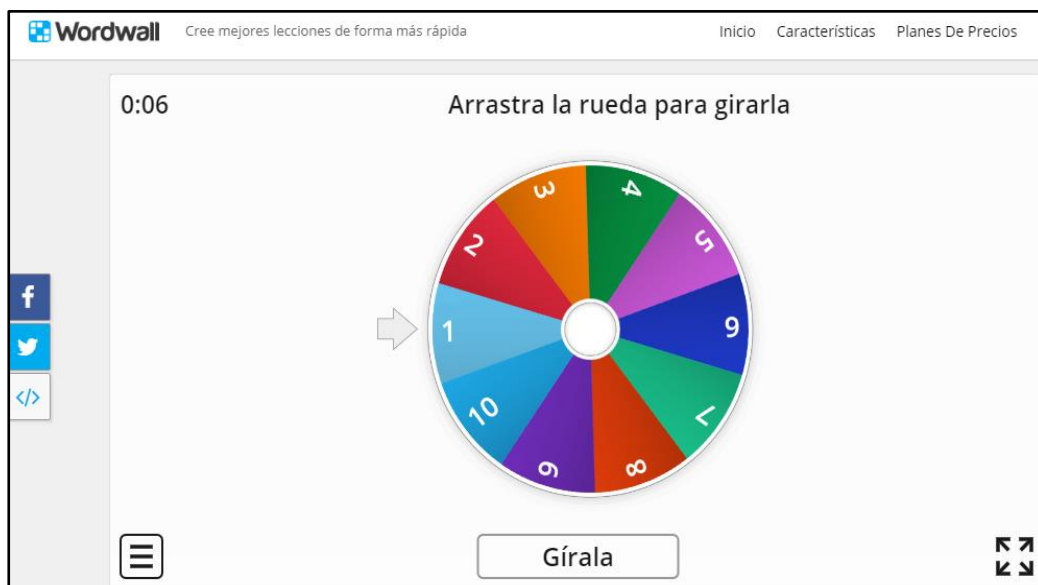 Wordwall Cree mejores lecciones de forma más rápida Inicio Características Planes De Precios
0:06 Arrastra la rueda para girarla
1
2
3
4
5
6
7
8
9
10
f
</>
Gírala